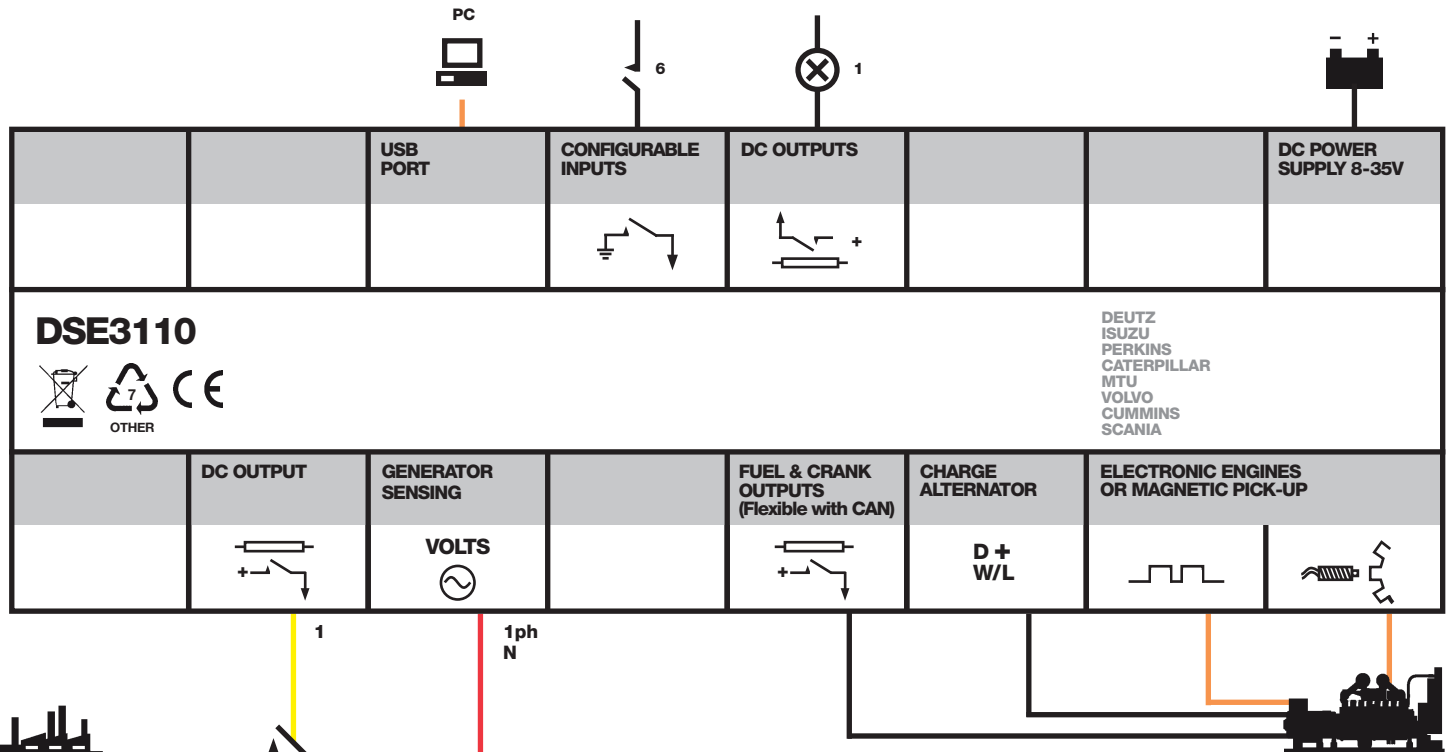 PC
6
1
- +
USB
PORT
CONFIGURABLE
INPUTS
DC OUTPUTS
DC POWER
SUPPLY 8-35V
+
DSE3110
7
OTHER
CE
DEUTZ
ISUZU
PERKINS
CATERPILLAR
MTU
VOLVO
CUMMINS
SCANIA
DC OUTPUT
GENERATOR
SENSING
FUEL & CRANK
OUTPUTS
(Flexible with CAN)
CHARGE
ALTERNATOR
ELECTRONIC ENGINES
OR MAGNETIC PICK-UP
+
VOLTS
+
D +
W/L
1
1ph
N